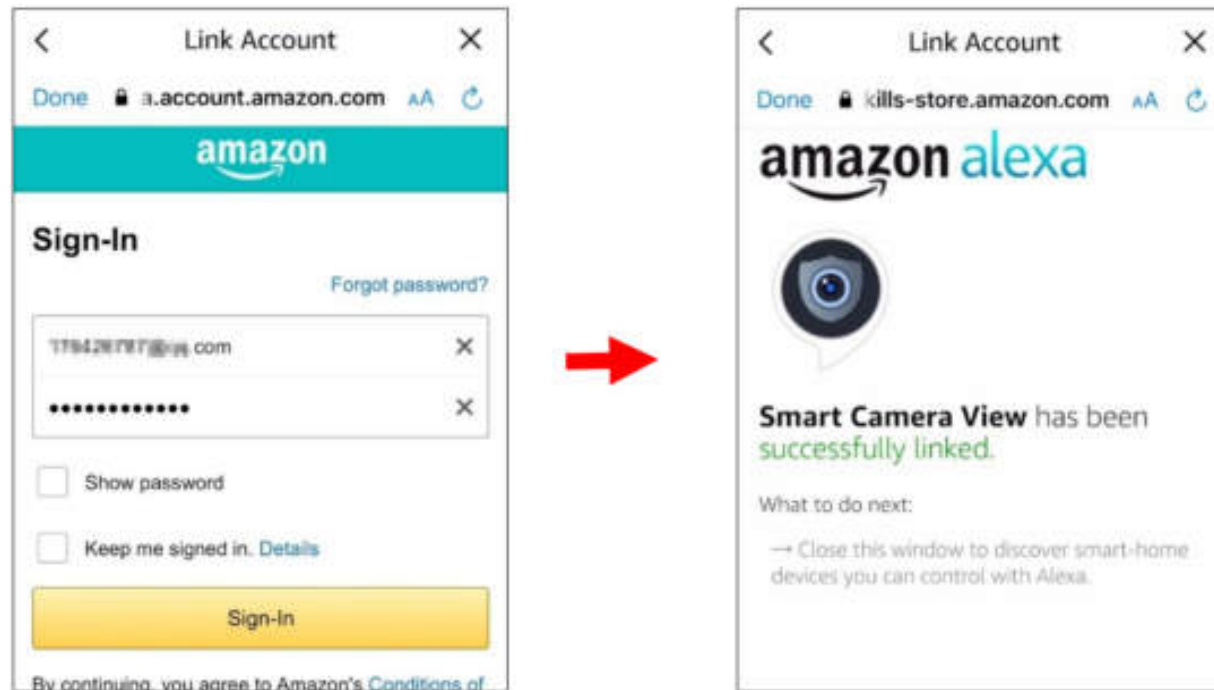 Link Account
Done a.account.amazon.com AA
amazon
Sign-In
Forgot password?
.com
Show password
Keep me signed in. Details
Sign-In
By continuing, you agree to Amazon's Conditions of
Link Account
Done kills-store.amazon.com AA
amazon alexa
Smart Camera View has been
successfully linked.
What to do next:
→ Close this window to discover smart-home
devices you can control with Alexa.